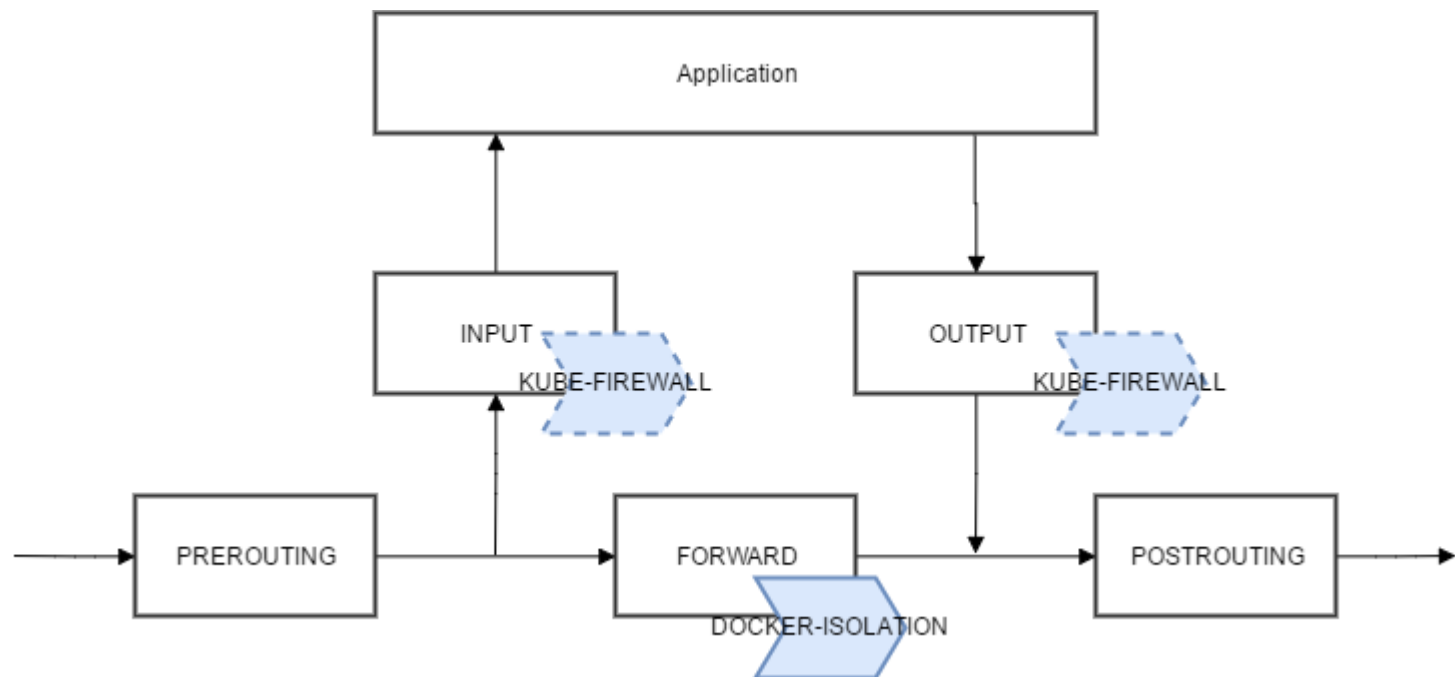 Application
INPUT
OUTPUT
KUBE-FIREWALL
KUBE-FIREWALL
PREROUTING
FORWARD
POSTROUTING
DOCKER-ISOLATION